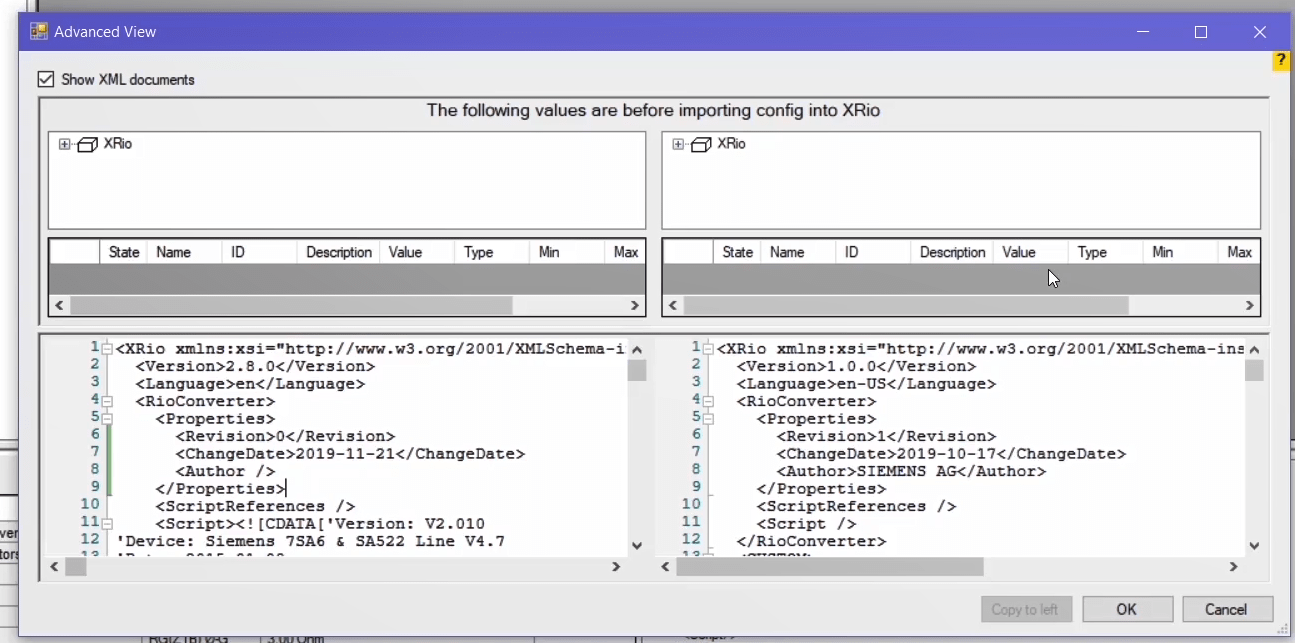 Advanced View
?
Show XML documents
The following values are before importing config into XRio
XRio
XRio
State Name ID Description Value Type Min Max
State Name ID Description Value Type Min Max
1 <XRio xmlns:xsi="http://www.w3.org/2001/XMLSchema-i
2 <Version>2.8.0</Version>
3 <Language>en</Language>
4 <RioConverter>
5 <Properties>
6 <Revision>0</Revision>
7 <ChangeDate>2019-11-21</ChangeDate>
8 <Author />
9 </Properties>
10 <ScriptReferences />
11 <Script><![CDATA['Version: V2.010
12 'Device: Siemens 7SA6 & SA522 Line V4.7
13
1 <XRio xmlns:xsi="http://www.w3.org/2001/XMLSchema-ins
2 <Version>1.0.0</Version>
3 <Language>en-US</Language>
4 <RioConverter>
5 <Properties>
6 <Revision>1</Revision>
7 <ChangeDate>2019-10-17</ChangeDate>
8 <Author>SIEMENS AG</Author>
9 </Properties>
10 <ScriptReferences />
11 <Script />
12 </RioConverter>
13 <CUSTOM>
Copy to left OK Cancel
3.00 Ohm